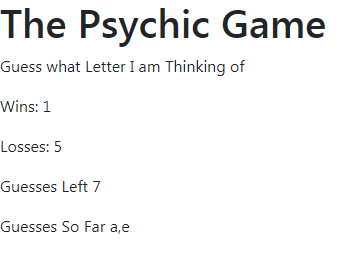 The Psychic Game
Guess what Letter I am Thinking of
Wins: 1
Losses: 5
Guesses Left 7
Guesses So Far a,e